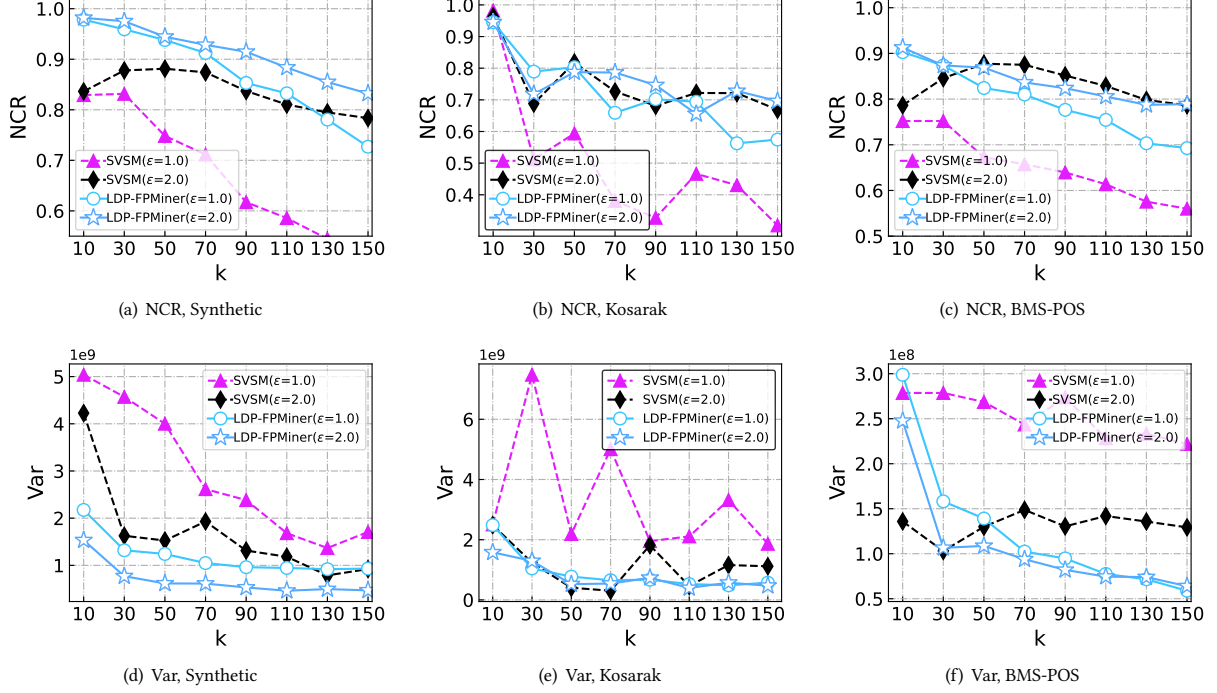 1.0
0.9
0.8
0.7
0.6
NCR
SVSM(ε=1.0)
SVSM(ε=2.0)
LDP-FPMiner(ε=1.0)
LDP-FPMiner(ε=2.0)
10 30 50 70 90 110 130 150
k
(a) NCR, Synthetic
1.0
0.9
0.8
0.7
0.6
0.5
0.4
NCR
SVSM(ε=1.0)
SVSM(ε=2.0)
LDP-FPMiner(ε=1.0)
LDP-FPMiner(ε=2.0)
10 30 50 70 90 110 130 150
k
(b) NCR, Kosarak
1.0
0.9
0.8
0.7
0.6
0.5
NCR
SVSM(ε=1.0)
SVSM(ε=2.0)
LDP-FPMiner(ε=1.0)
LDP-FPMiner(ε=2.0)
10 30 50 70 90 110 130 150
k
(c) NCR, BMS-POS
1e9
5
4
3
2
1
Var
SVSM(ε=1.0)
SVSM(ε=2.0)
LDP-FPMiner(ε=1.0)
LDP-FPMiner(ε=2.0)
10 30 50 70 90 110 130 150
k
(d) Var, Synthetic
1e9
6
4
2
0
Var
SVSM(ε=1.0)
SVSM(ε=2.0)
LDP-FPMiner(ε=1.0)
LDP-FPMiner(ε=2.0)
10 30 50 70 90 110 130 150
k
(e) Var, Kosarak
1e8
3.0
2.5
2.0
1.5
1.0
0.5
Var
SVSM(ε=1.0)
SVSM(ε=2.0)
LDP-FPMiner(ε=1.0)
LDP-FPMiner(ε=2.0)
10 30 50 70 90 110 130 150
k
(f) Var, BMS-POS